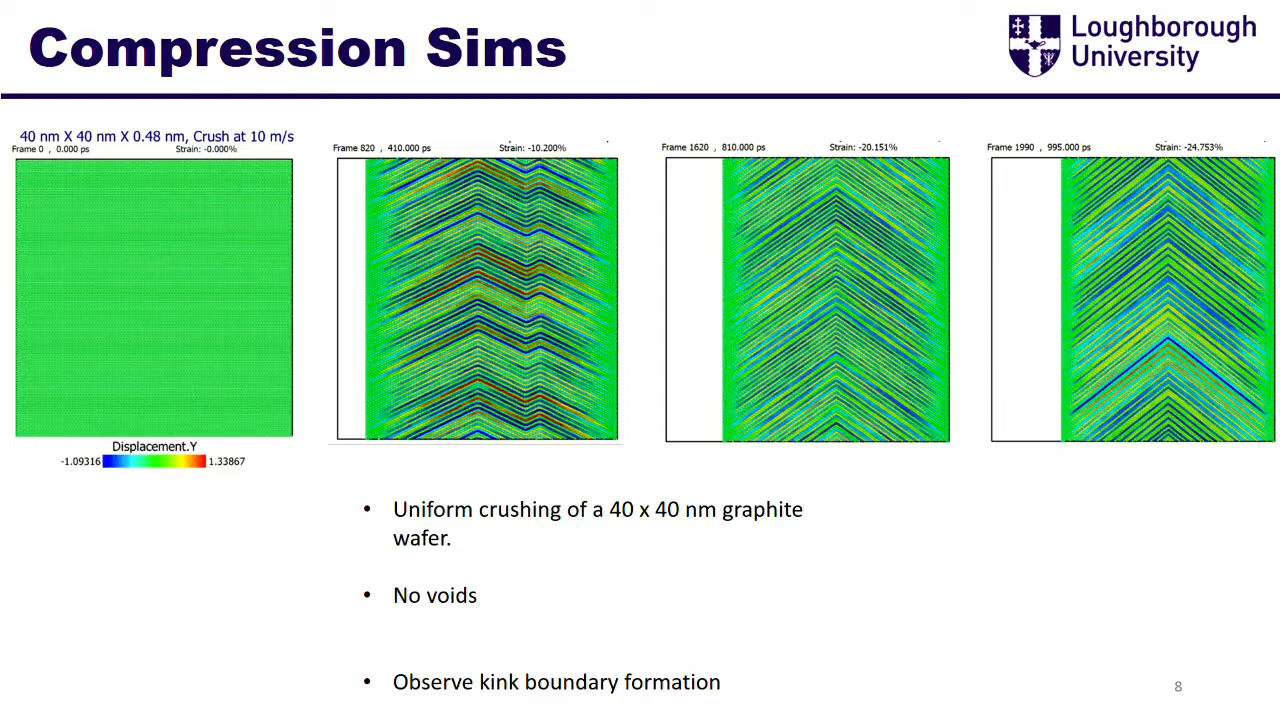 Compression Sims
Loughborough
University
40 nm X 40 nm X 0.48 nm, Crush at 10 m/s
Frame 0 , 0.000 ps Strain: -0.000%
Frame 820 , 410.000 ps Strain: -10.200%
Frame 1620 , 810.000 ps Strain: -20.151%
Frame 1990 , 995.000 ps Strain: -24.753%
Displacement.Y
-1.09316 1.33867
• Uniform crushing of a 40 x 40 nm graphite
wafer.
• No voids
• Observe kink boundary formation
8